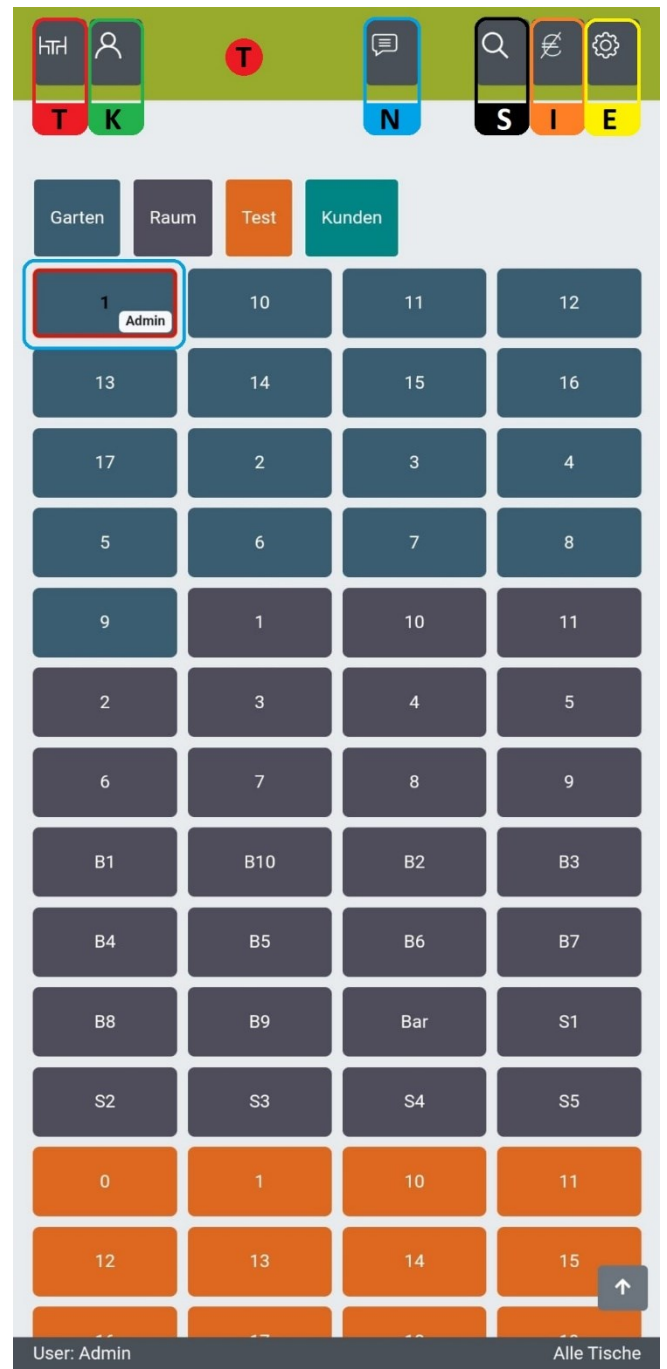 T
T K N S I E
Garten Raum Test Kunden
1 Admin 10 11 12
13 14 15 16
17 2 3 4
5 6 7 8
9 1 10 11
2 3 4 5
6 7 8 9
B1 B10 B2 B3
B4 B5 B6 B7
B8 B9 Bar S1
S2 S3 S4 S5
0 1 10 11
12 13 14 15
User: Admin Alle Tische